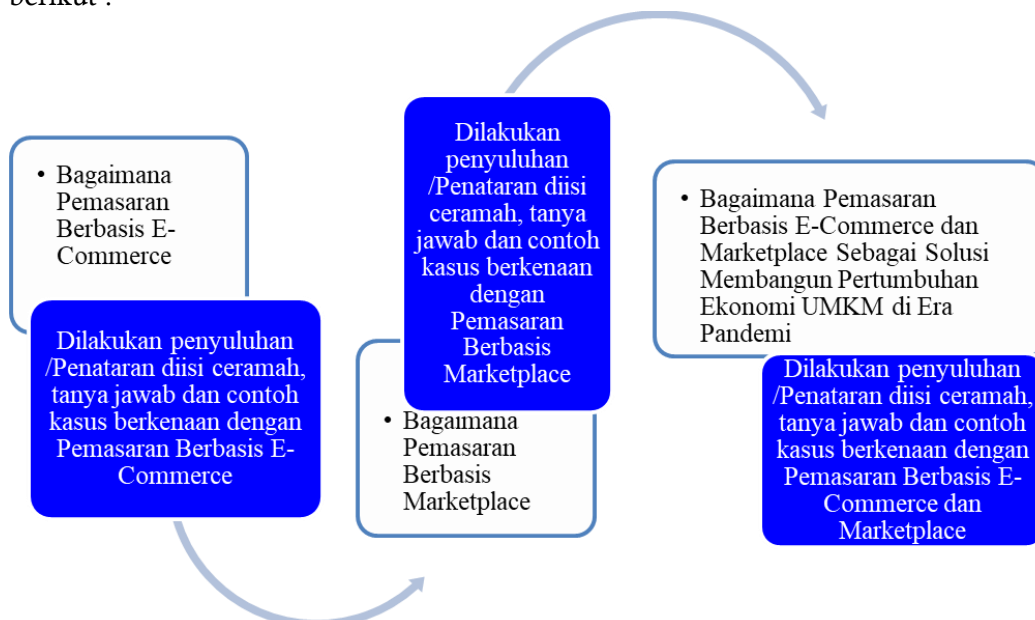 berikut :
• Bagaimana
Pemasaran
Berbasis E-
Commerce
Dilakukan penyuluhan
/Penataran diisi ceramah,
tanya jawab dan contoh
kasus berkenaan dengan
Pemasaran Berbasis E-
Commerce
Dilakukan
penyuluhan
/Penataran diisi
ceramah, tanya
jawab dan contoh
kasus berkenaan
dengan
Pemasaran
Berbasis
Marketplace
• Bagaimana
Pemasaran
Berbasis
Marketplace
• Bagaimana Pemasaran
Berbasis E-Commerce dan
Marketplace Sebagai Solusi
Membangun Pertumbuhan
Ekonomi UMKM di Era
Pandemi
Dilakukan penyuluhan
/Penataran diisi ceramah,
tanya jawab dan contoh
kasus berkenaan dengan
Pemasaran Berbasis E-
Commerce dan
Marketplace